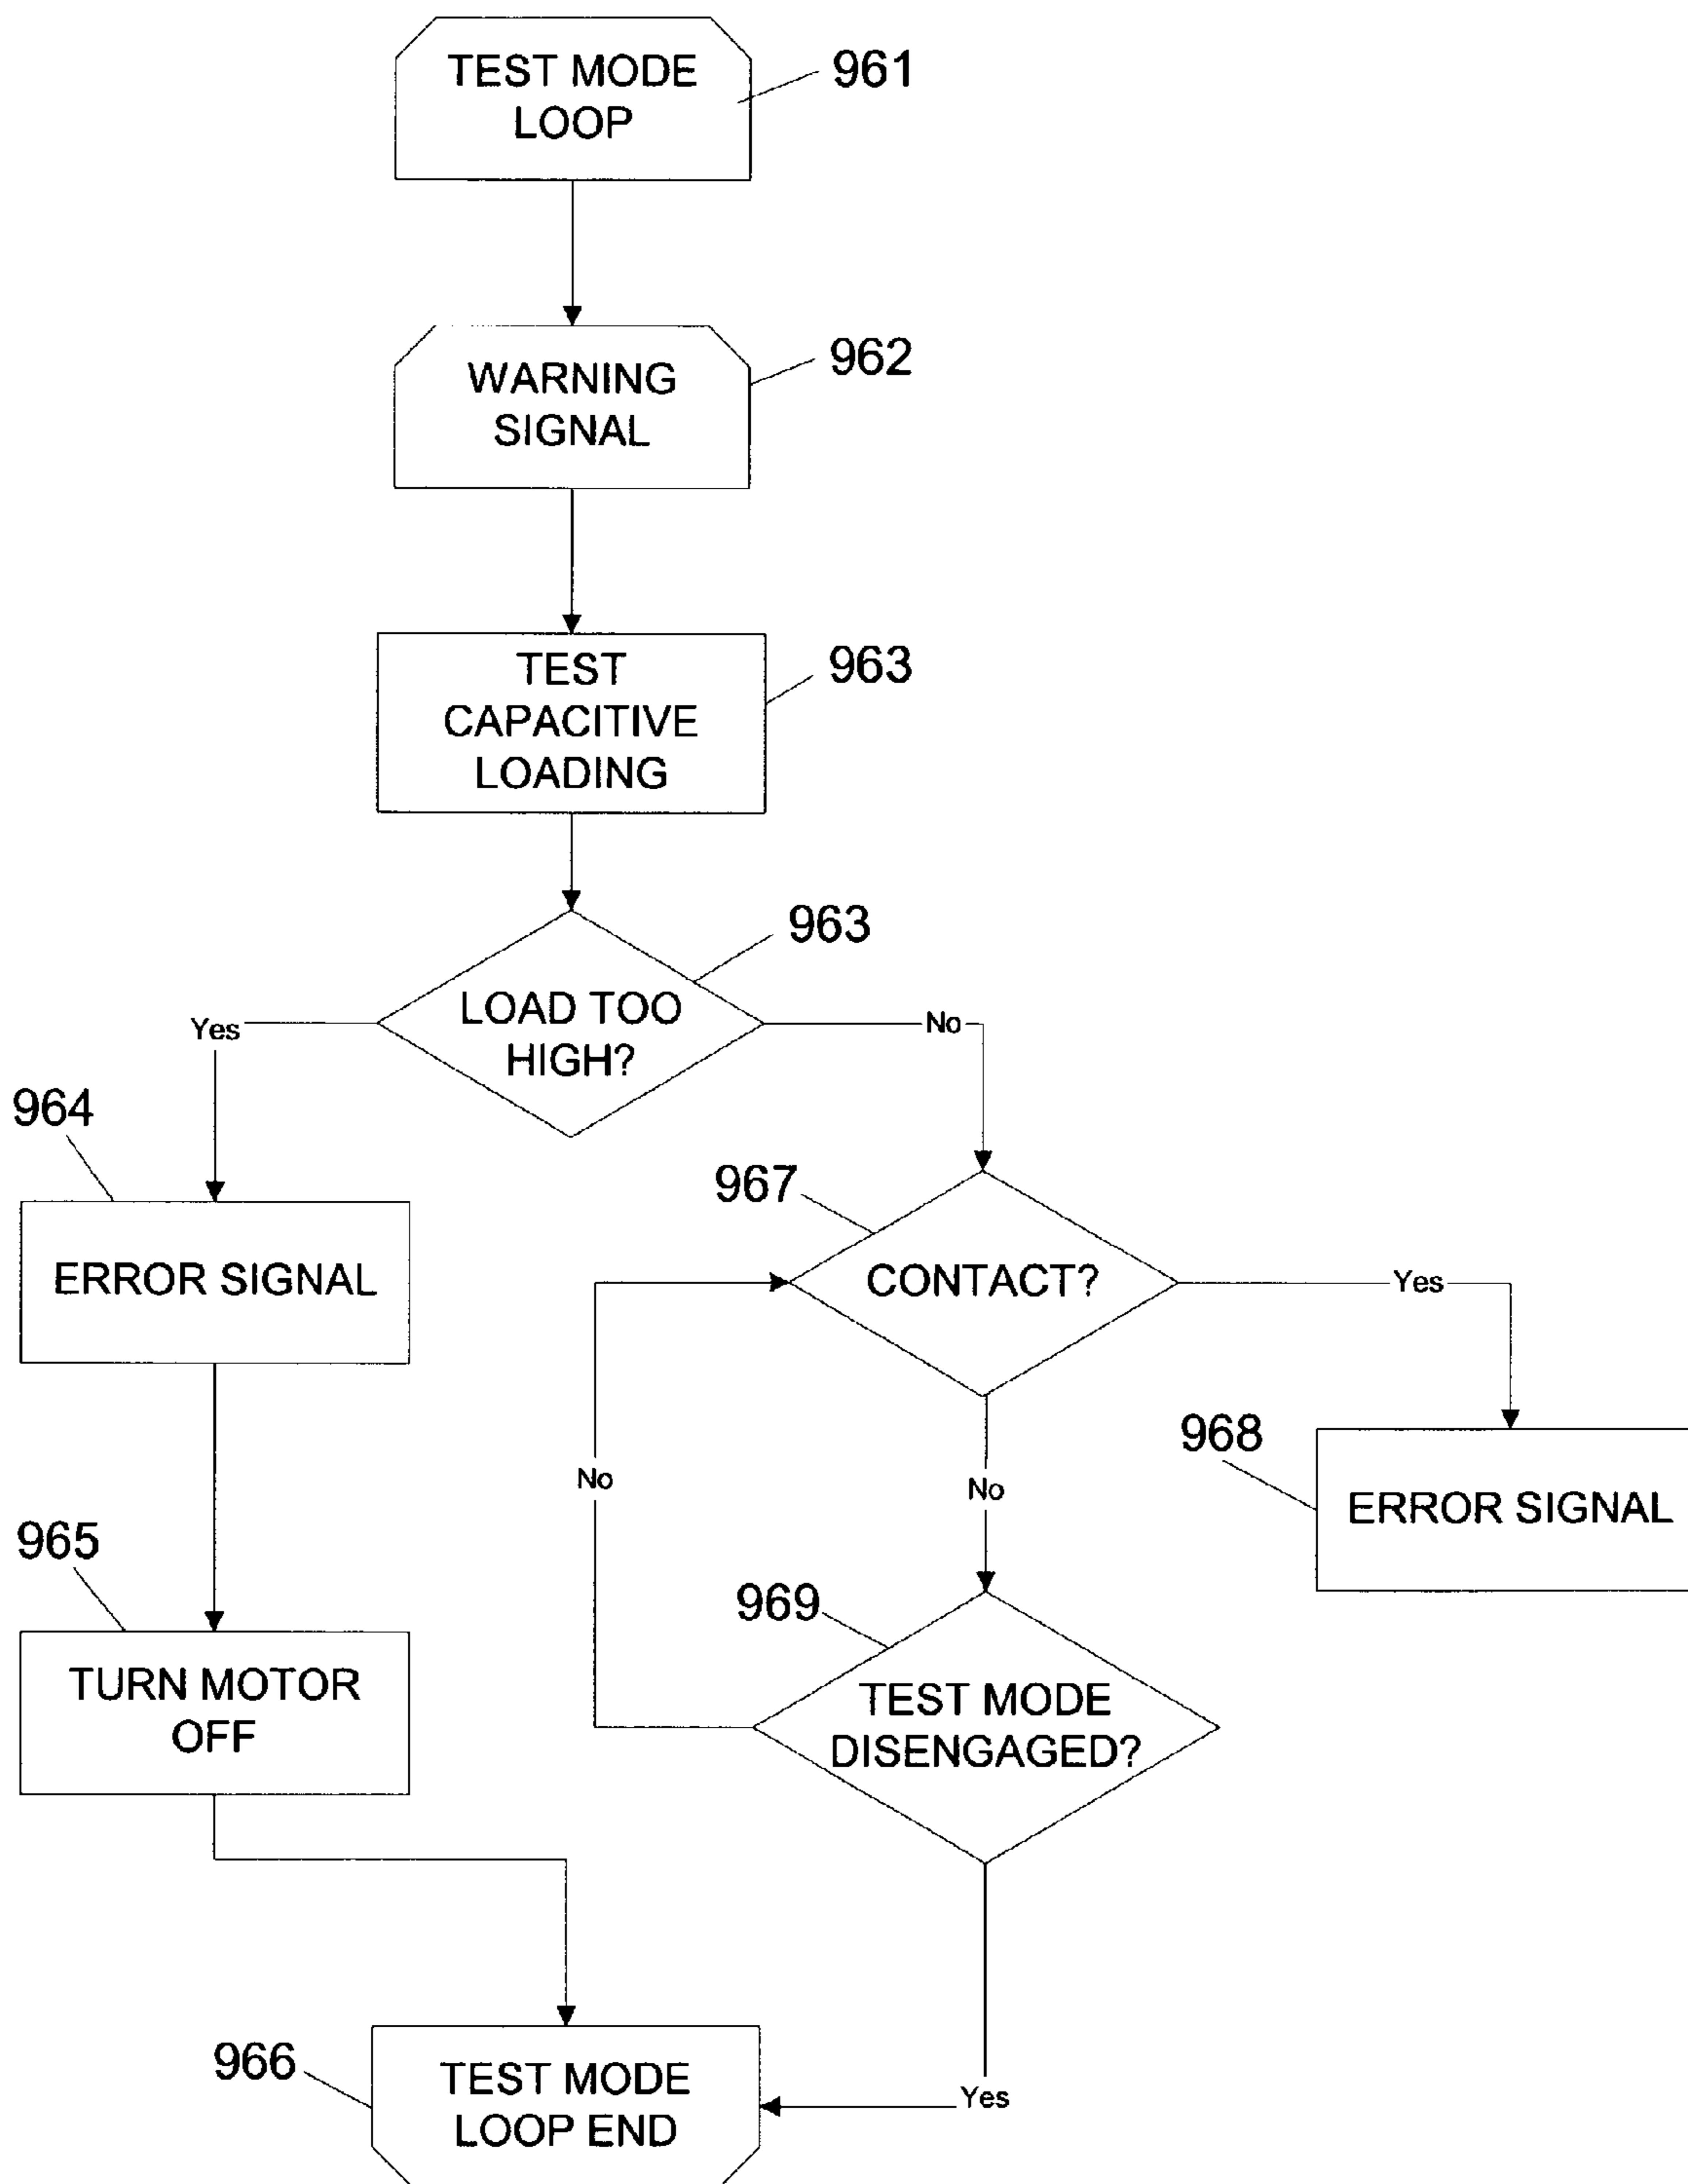 TEST MODE
LOOP
961
WARNING
SIGNAL
962
TEST
CAPACITIVE
LOADING
963
963
LOAD TOO
HIGH?
Yes
No
964
ERROR SIGNAL
967
CONTACT?
Yes
968
ERROR SIGNAL
No
No
965
TURN MOTOR
OFF
969
TEST MODE
DISENGAGED?
966
TEST MODE
LOOP END
Yes